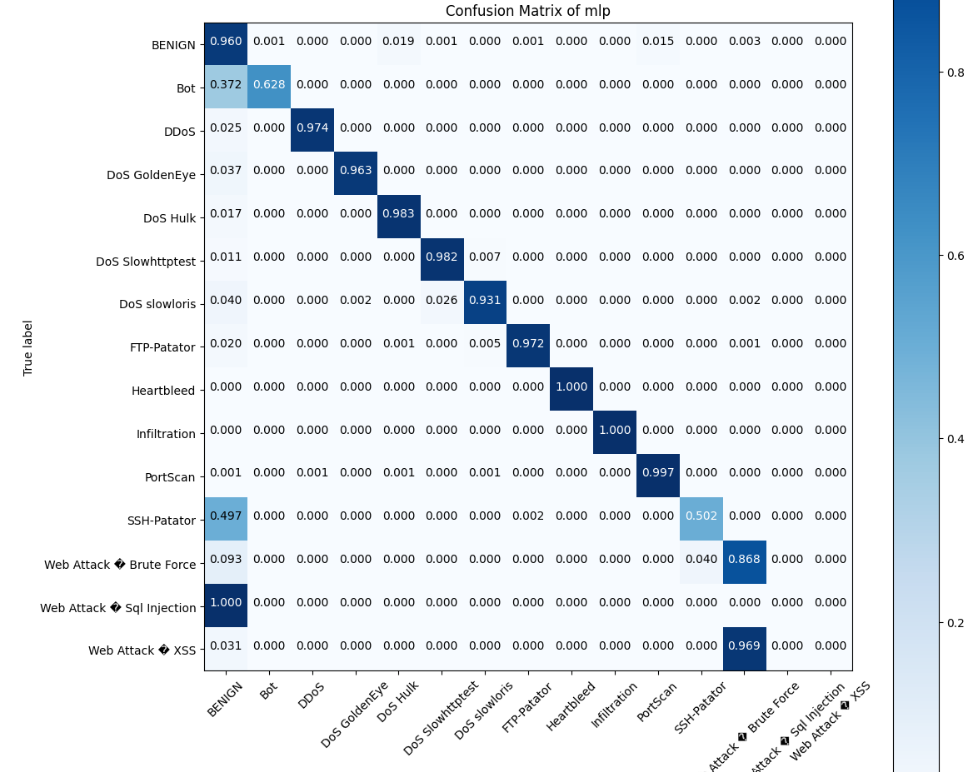 Confusion Matrix of mlp
BENIGN 0.960 0.001 0.000 0.000 0.019 0.001 0.000 0.001 0.000 0.000 0.015 0.000 0.003 0.000 0.000
Bot 0.372 0.628 0.000 0.000 0.000 0.000 0.000 0.000 0.000 0.000 0.000 0.000 0.000 0.000 0.000
DDoS 0.025 0.000 0.974 0.000 0.000 0.000 0.000 0.000 0.000 0.000 0.000 0.000 0.000 0.000 0.000
DoS GoldenEye 0.037 0.000 0.000 0.963 0.000 0.000 0.000 0.000 0.000 0.000 0.000 0.000 0.000 0.000 0.000
DoS Hulk 0.017 0.000 0.000 0.000 0.983 0.000 0.000 0.000 0.000 0.000 0.000 0.000 0.000 0.000 0.000
DoS Slowhttptest 0.011 0.000 0.000 0.000 0.000 0.982 0.007 0.000 0.000 0.000 0.000 0.000 0.000 0.000 0.000
DoS slowloris 0.040 0.000 0.000 0.002 0.000 0.026 0.931 0.000 0.000 0.000 0.000 0.000 0.002 0.000 0.000
FTP-Patator 0.020 0.000 0.000 0.000 0.001 0.000 0.005 0.972 0.000 0.000 0.000 0.000 0.001 0.000 0.000
Heartbleed 0.000 0.000 0.000 0.000 0.000 0.000 0.000 0.000 1.000 0.000 0.000 0.000 0.000 0.000 0.000
Infiltration 0.000 0.000 0.000 0.000 0.000 0.000 0.000 0.000 0.000 1.000 0.000 0.000 0.000 0.000 0.000
PortScan 0.001 0.000 0.001 0.000 0.001 0.000 0.001 0.000 0.000 0.000 0.997 0.000 0.000 0.000 0.000
SSH-Patator 0.497 0.000 0.000 0.000 0.000 0.000 0.000 0.002 0.000 0.000 0.000 0.502 0.000 0.000 0.000
Web Attack � Brute Force 0.093 0.000 0.000 0.000 0.000 0.000 0.000 0.000 0.000 0.000 0.000 0.040 0.868 0.000 0.000
Web Attack � Sql Injection 1.000 0.000 0.000 0.000 0.000 0.000 0.000 0.000 0.000 0.000 0.000 0.000 0.000 0.000 0.000
Web Attack � XSS 0.031 0.000 0.000 0.000 0.000 0.000 0.000 0.000 0.000 0.000 0.000 0.000 0.969 0.000 0.000
True label
BENIGN
Bot
DDoS
DoS GoldenEye
DoS Hulk
DoS Slowhttptest
DoS slowloris
FTP-Patator
Heartbleed
Infiltration
PortScan
SSH-Patator
Attack � Brute Force
Attack � Sql Injection
Web Attack � XSS
0.8
0.6
0.4
0.2